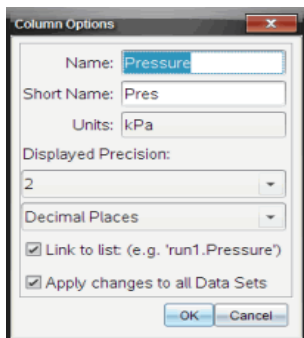 Column Options
Name: Pressure
Short Name: Pres
Units: kPa
Displayed Precision:
2
Decimal Places
Link to list: (e.g. 'run1.Pressure')
Apply changes to all Data Sets
OK Cancel